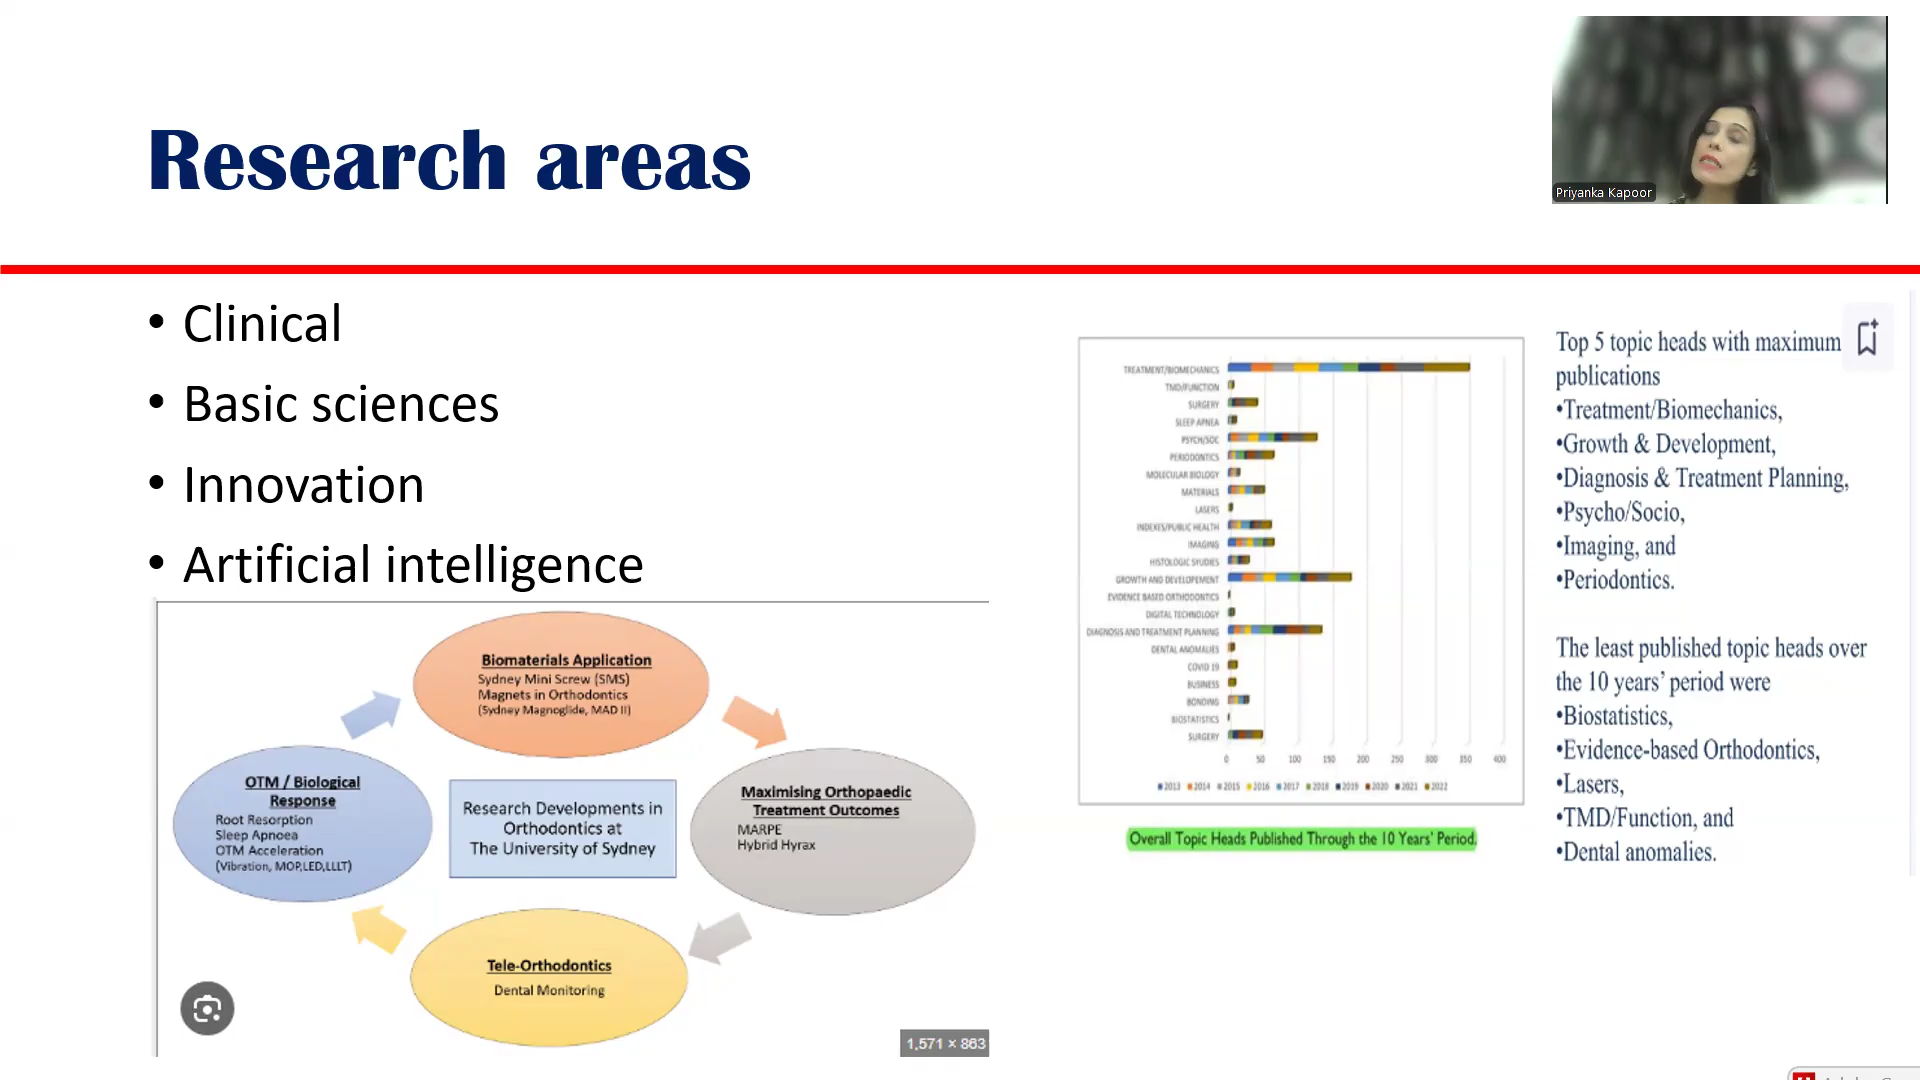 Research areas
Priyanka Kapoor
• Clinical
• Basic sciences
• Innovation
• Artificial intelligence
Biomaterials Application
Sydney Mini Screw (SMS)
Magnets in Orthodontics
(Sydney Magnoglide, MAD II)
OTM / Biological
Response
Root Resorption
Sleep Apnoea
OTM Acceleration
(Vibration, MOP,LED,LLLT)
Research Developments in
Orthodontics at
The University of Sydney
Maximising Orthopaedic
Treatment Outcomes
MARPE
Hybrid Hyrax
Tele-Orthodontics
Dental Monitoring
1,571 × 863
TREATMENT/BIOMECHANICS
TMD/FUNCTION
SURGERY
SLEEP APNEA
PSYCH/SOC
PERIODONTICS
MOLECULAR BIOLOGY
MATERIALS
LASERS
INDEXES/PUBLIC HEALTH
IMAGING
HISTOLOGIC STUDIES
GROWTH AND DEVELOPEMENT
EVIDENCE BASED ORTHODONTICS
DIGITAL TECHNOLOGY
DIAGNOSIS AND TREATMENT PLANNING
DENTAL ANOMALIES
COVID 19
BUSINESS
BONDING
BIOSTATISTICS
SURGERY
0 50 100 150 200 250 300 350 400
2013 2014 2015 2016 2017 2018 2019 2020 2021 2022
Overall Topic Heads Published Through the 10 Years' Period.
Top 5 topic heads with maximum
publications
•Treatment/Biomechanics,
•Growth & Development,
•Diagnosis & Treatment Planning,
•Psycho/Socio,
•Imaging, and
•Periodontics.
The least published topic heads over
the 10 years' period were
•Biostatistics,
•Evidence-based Orthodontics,
•Lasers,
•TMD/Function, and
•Dental anomalies.